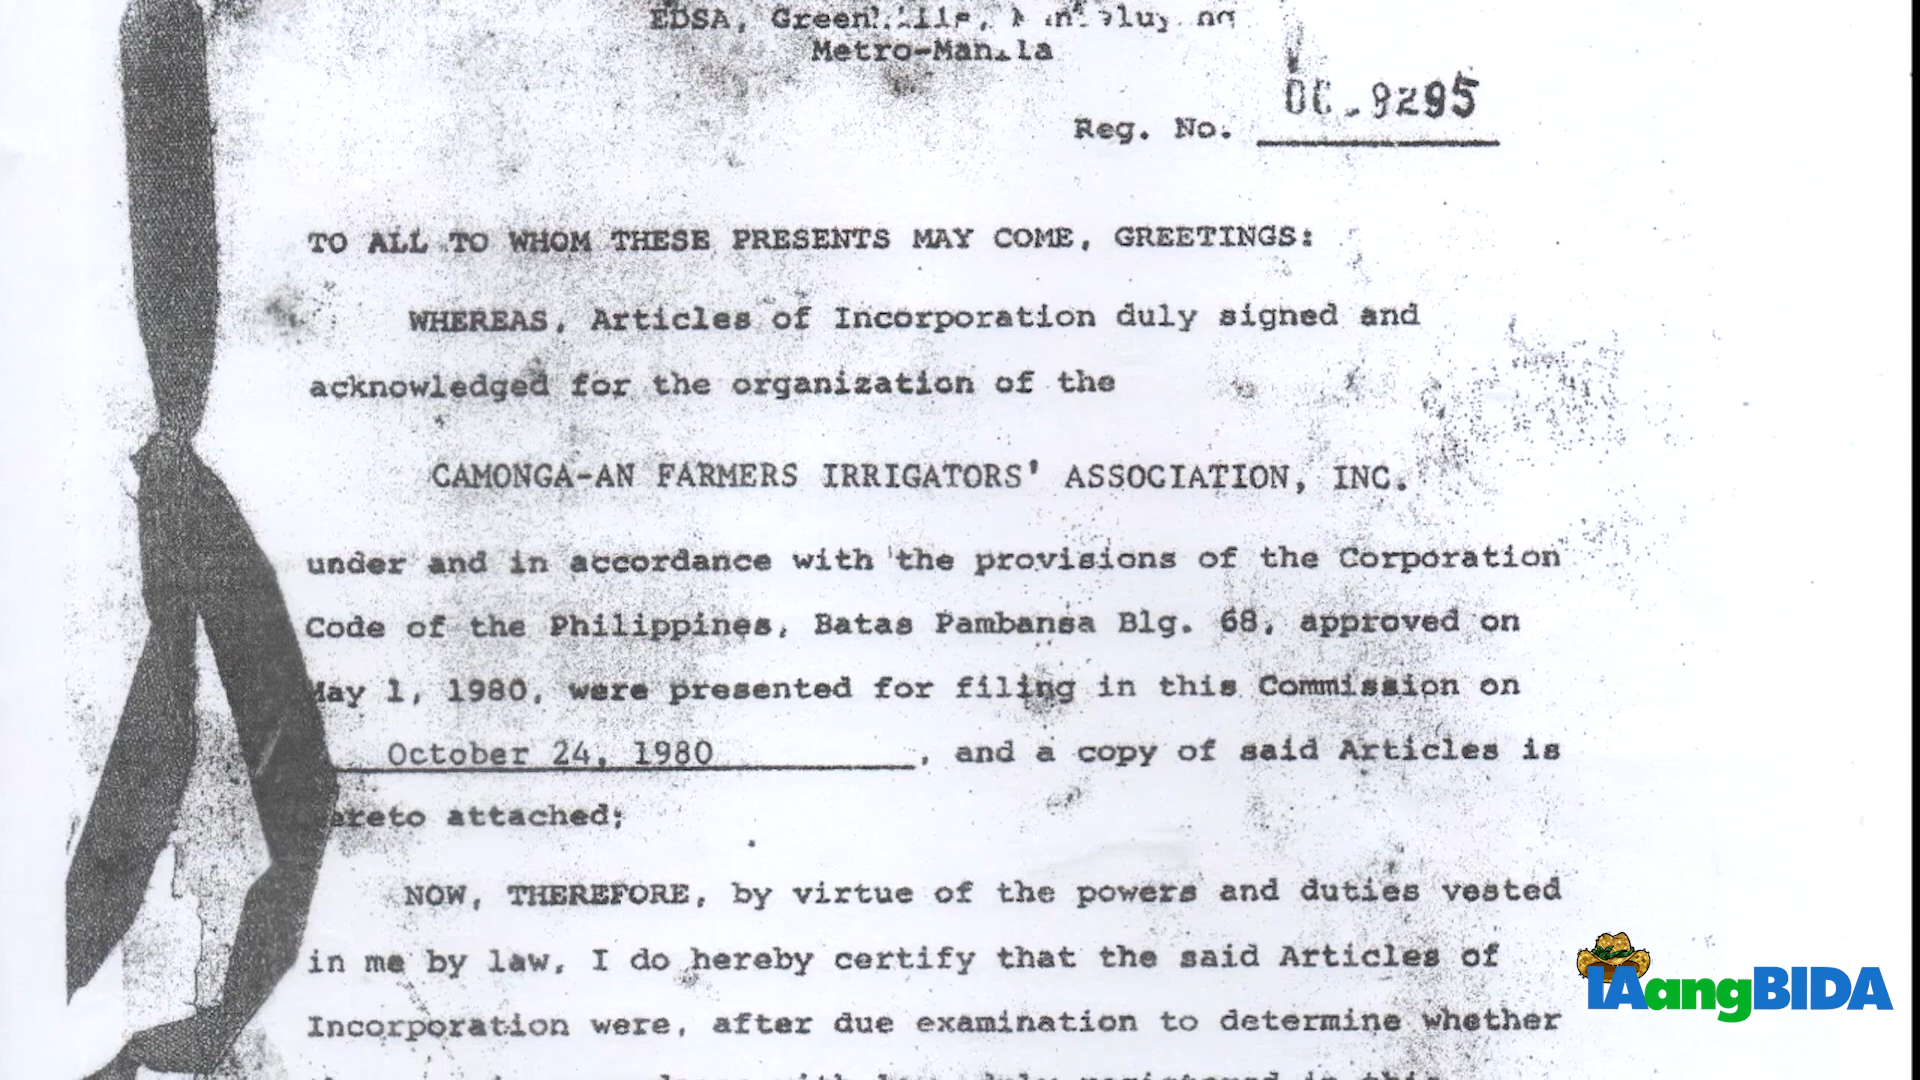 EDSA, Greenhills, Mandaluyong
Metro-Manila
Reg. No. 9295
TO ALL TO WHOM THESE PRESENTS MAY COME, GREETINGS:
WHEREAS, Articles of Incorporation duly signed and
acknowledged for the organization of the
CAMONGA-AN FARMERS IRRIGATORS' ASSOCIATION, INC.
under and in accordance with the provisions of the Corporation
Code of the Philippines, Batas Pambansa Blg. 68, approved on
May 1, 1980, were presented for filing in this Commission on
October 24, 1980, and a copy of said Articles is
hereto attached;
NOW, THEREFORE, by virtue of the powers and duties vested
in me by law, I do hereby certify that the said Articles of
Incorporation were, after due examination to determine whether
IAangBIDA